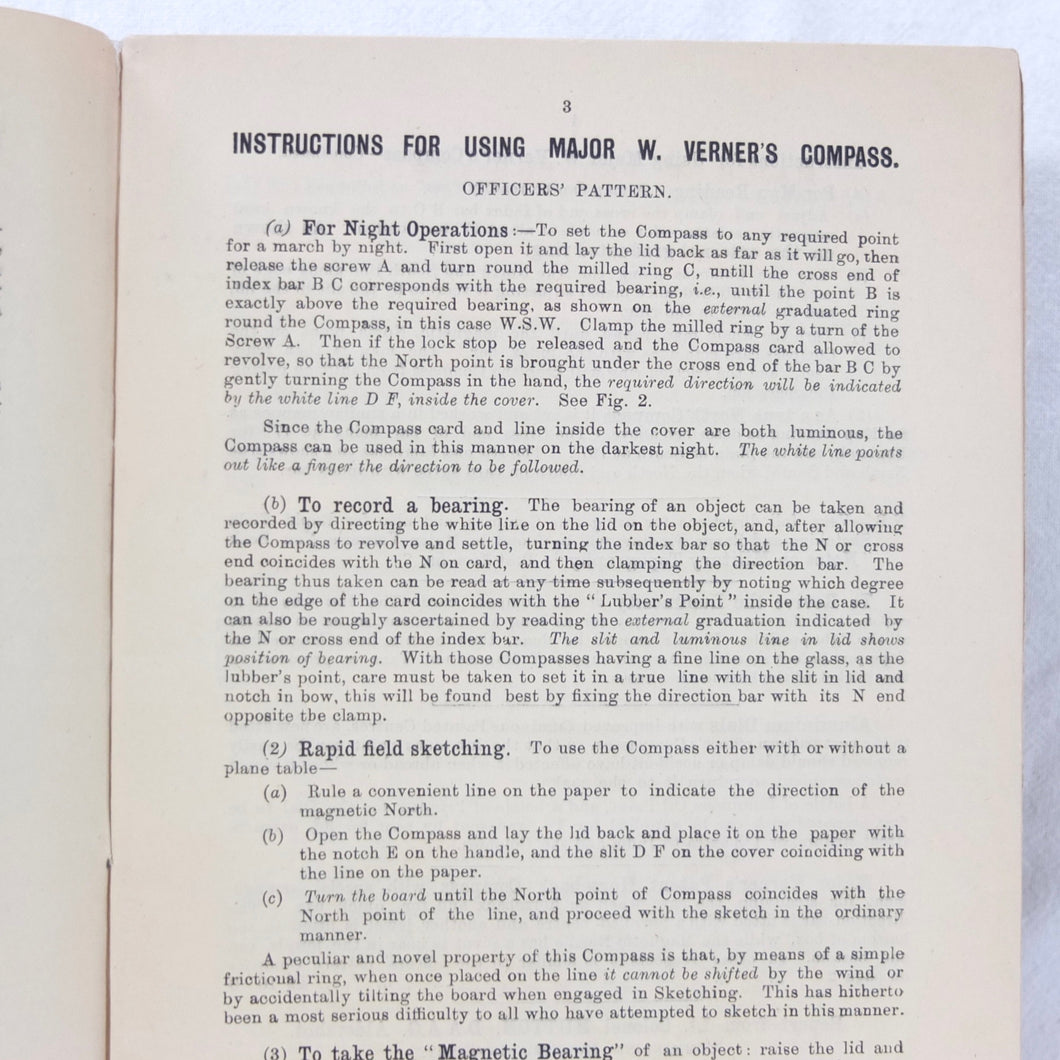 3
INSTRUCTIONS FOR USING MAJOR W. VERNER'S COMPASS.
OFFICERS' PATTERN.
(a) For Night Operations:—To set the Compass to any required point
for a march by night. First open it and lay the lid back as far as it will go, then
release the screw A and turn round the milled ring C, untill the cross end of
index bar B C corresponds with the required bearing, i.e., until the point B is
exactly above the required bearing, as shown on the external graduated ring
round the Compass, in this case W.S.W. Clamp the milled ring by a turn of the
Screw A. Then if the lock stop be released and the Compass card allowed to
revolve, so that the North point is brought under the cross end of the bar B C by
gently turning the Compass in the hand, the required direction will be indicated
by the white line D F, inside the cover. See Fig. 2.
Since the Compass card and line inside the cover are both luminous, the
Compass can be used in this manner on the darkest night. The white line points
out like a finger the direction to be followed.
(b) To record a bearing. The bearing of an object can be taken and
recorded by directing the white line on the lid on the object, and, after allowing
the Compass to revolve and settle, turning the index bar so that the N or cross
end coincides with the N on card, and then clamping the direction bar. The
bearing thus taken can be read at any time subsequently by noting which degree
on the edge of the card coincides with the "Lubber's Point" inside the case. It
can also be roughly ascertained by reading the external graduation indicated by
the N or cross end of the index bar. The slit and luminous line in lid shows
position of bearing. With those Compasses having a fine line on the glass, as the
lubber's point, care must be taken to set it in a true line with the slit in lid and
notch in bow, this will be found best by fixing the direction bar with its N end
opposite the clamp.
(2) Rapid field sketching. To use the Compass either with or without a
plane table—
(a) Rule a convenient line on the paper to indicate the direction of the
magnetic North.
(b) Open the Compass and lay the lid back and place it on the paper with
the notch E on the handle, and the slit D F on the cover coinciding with
the line on the paper.
(c) Turn the board until the North point of Compass coincides with the
North point of the line, and proceed with the sketch in the ordinary
manner.
A peculiar and novel property of this Compass is that, by means of a simple
frictional ring, when once placed on the line it cannot be shifted by the wind or
by accidentally tilting the board when engaged in Sketching. This has hitherto
been a most serious difficulty to all who have attempted to sketch in this manner.
(3) To take the "Magnetic Bearing" of an object: raise the lid and